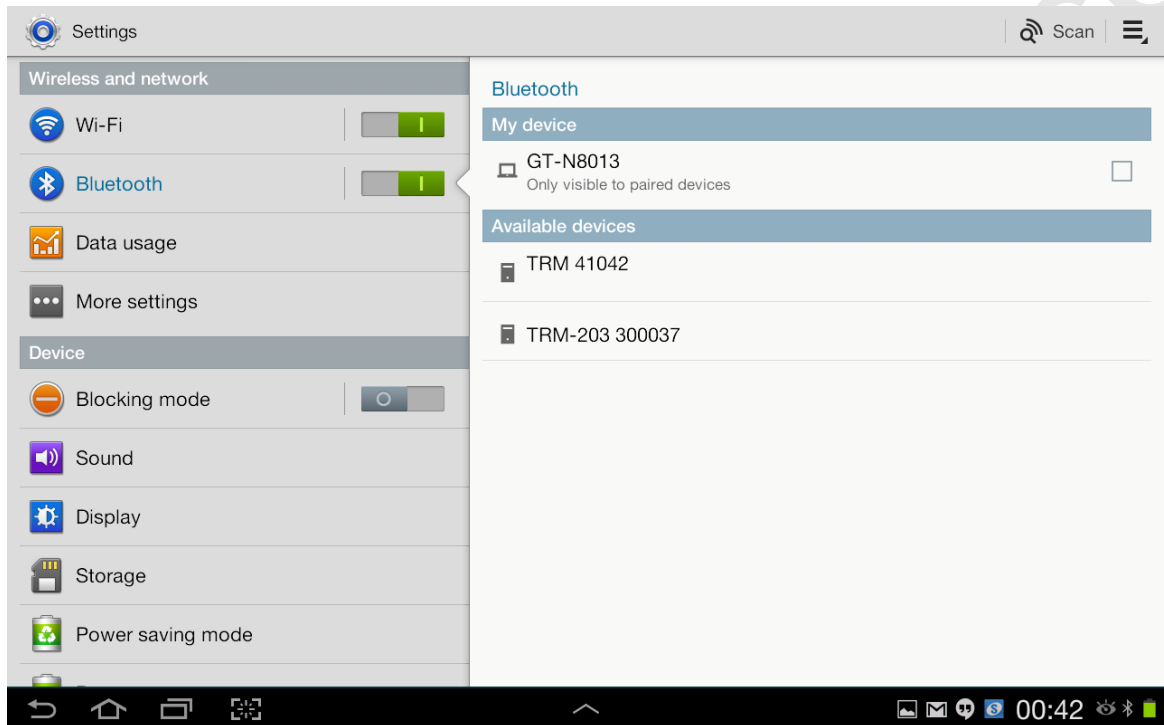 Settings
Scan
Wireless and network
Wi-Fi
Bluetooth
Data usage
More settings
Device
Blocking mode
Sound
Display
Storage
Power saving mode
Bluetooth
My device
GT-N8013
Only visible to paired devices
Available devices
TRM 41042
TRM-203 300037
00:42